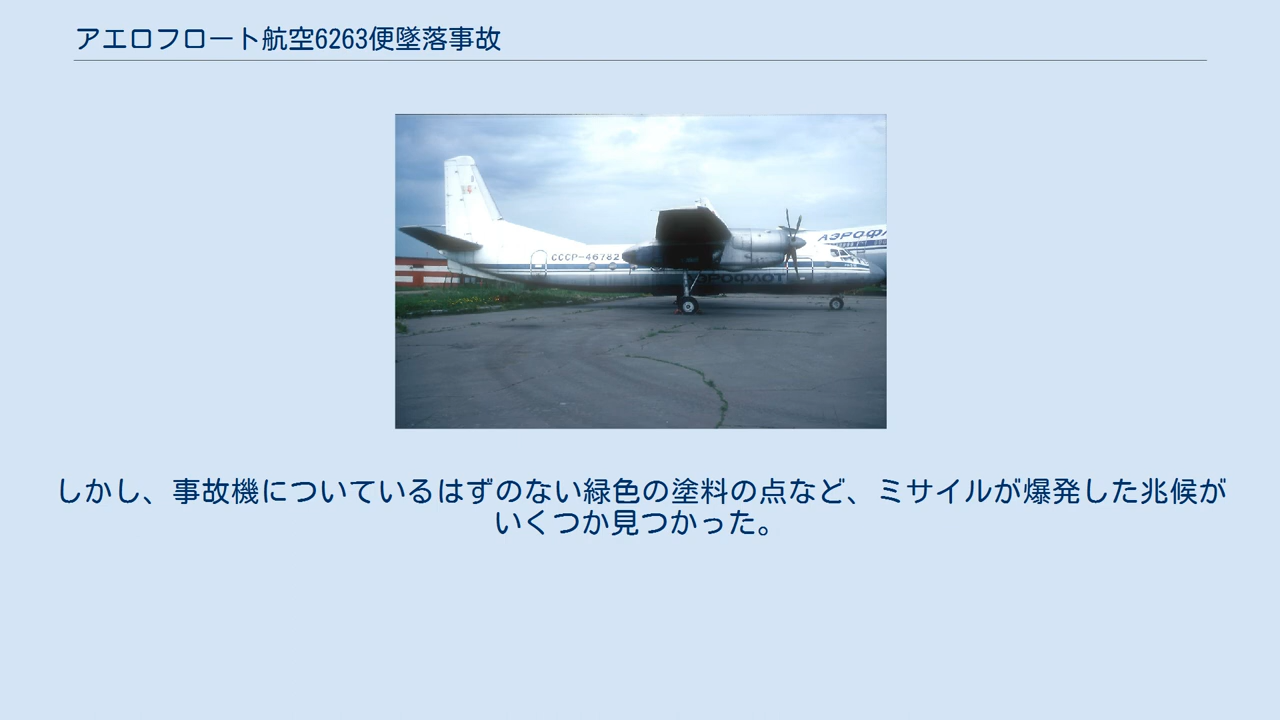 アエロフロート航空6263便墜落事故
АЭРОФЛ
СССР-46782
АЭРОФЛОТ
しかし、事故機についているはずのない緑色の塗料の点など、ミサイルが爆発した兆候が
いくつか見つかった。